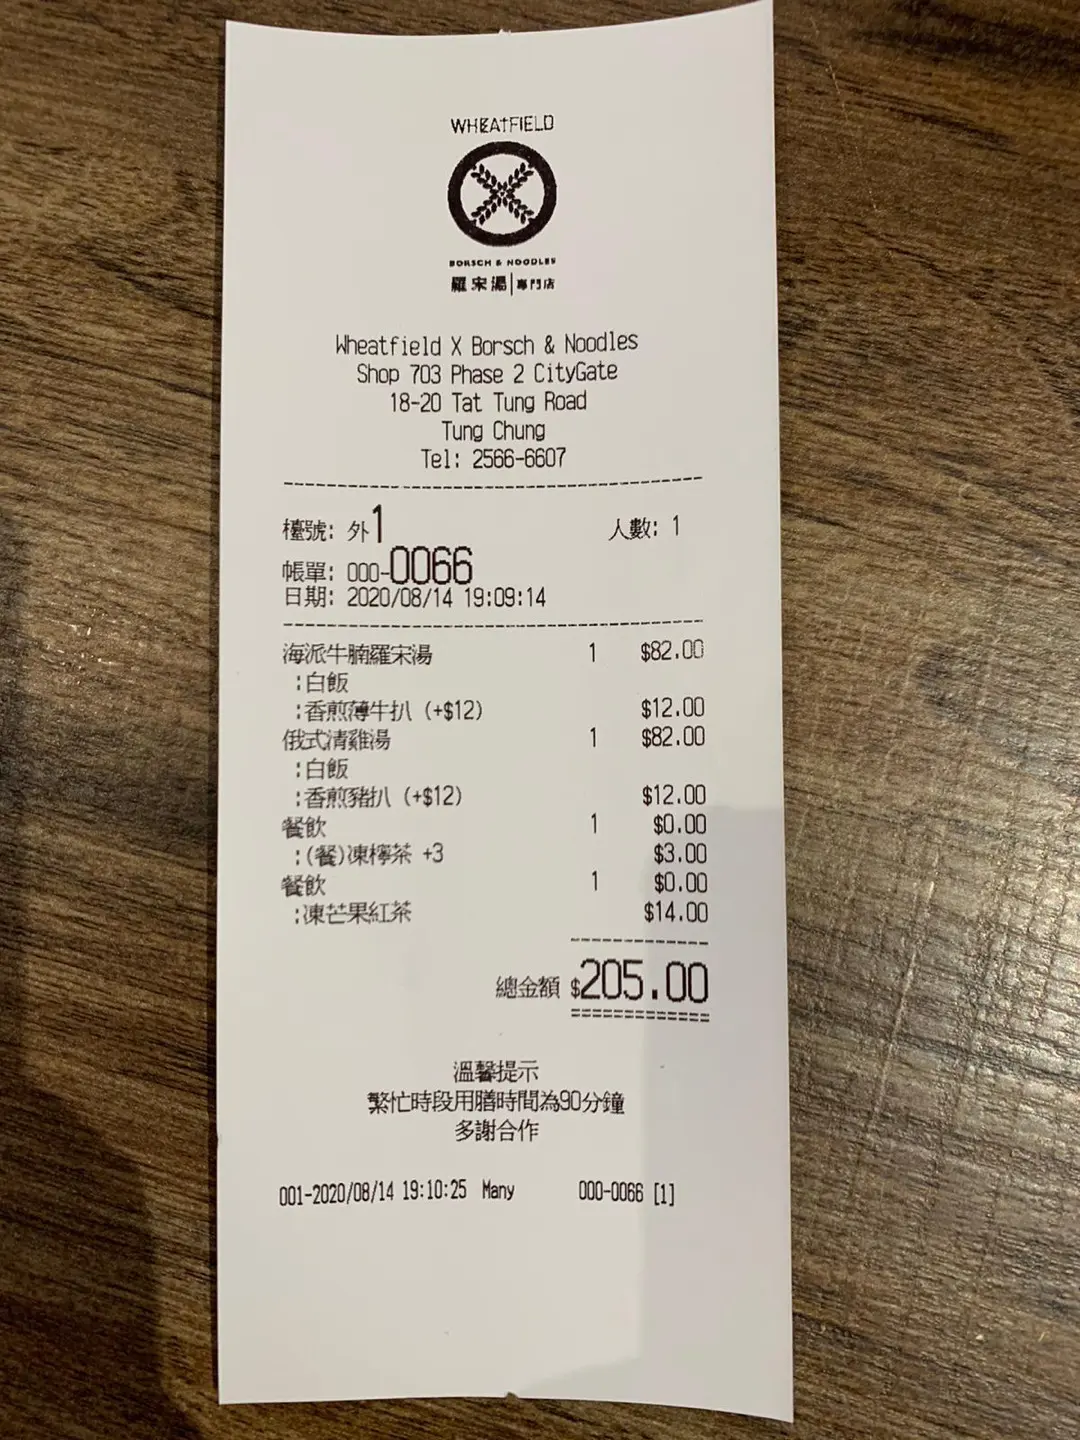 WHEATFIELD
BORSCH & NOODLES
羅宋湯|專門店
Wheatfield X Borsch & Noodles
Shop 703 Phase 2 CityGate
18-20 Tat Tung Road
Tung Chung
Tel: 2566-6607
檯號: 外1 人數: 1
帳單: 000-0066
日期: 2020/08/14 19:09:14
海派牛腩羅宋湯 1 $82.00
:白飯
:香煎薄牛扒 (+$12) $12.00
俄式清雞湯 1 $82.00
:白飯
:香煎豬扒 (+$12) $12.00
餐飲 1 $0.00
:(餐)凍檸茶 +3 $3.00
餐飲 1 $0.00
:凍芒果紅茶 $14.00
總金額 $205.00
溫馨提示
繁忙時段用膳時間為90分鐘
多謝合作
001-2020/08/14 19:10:25 Many 000-0066 [1]